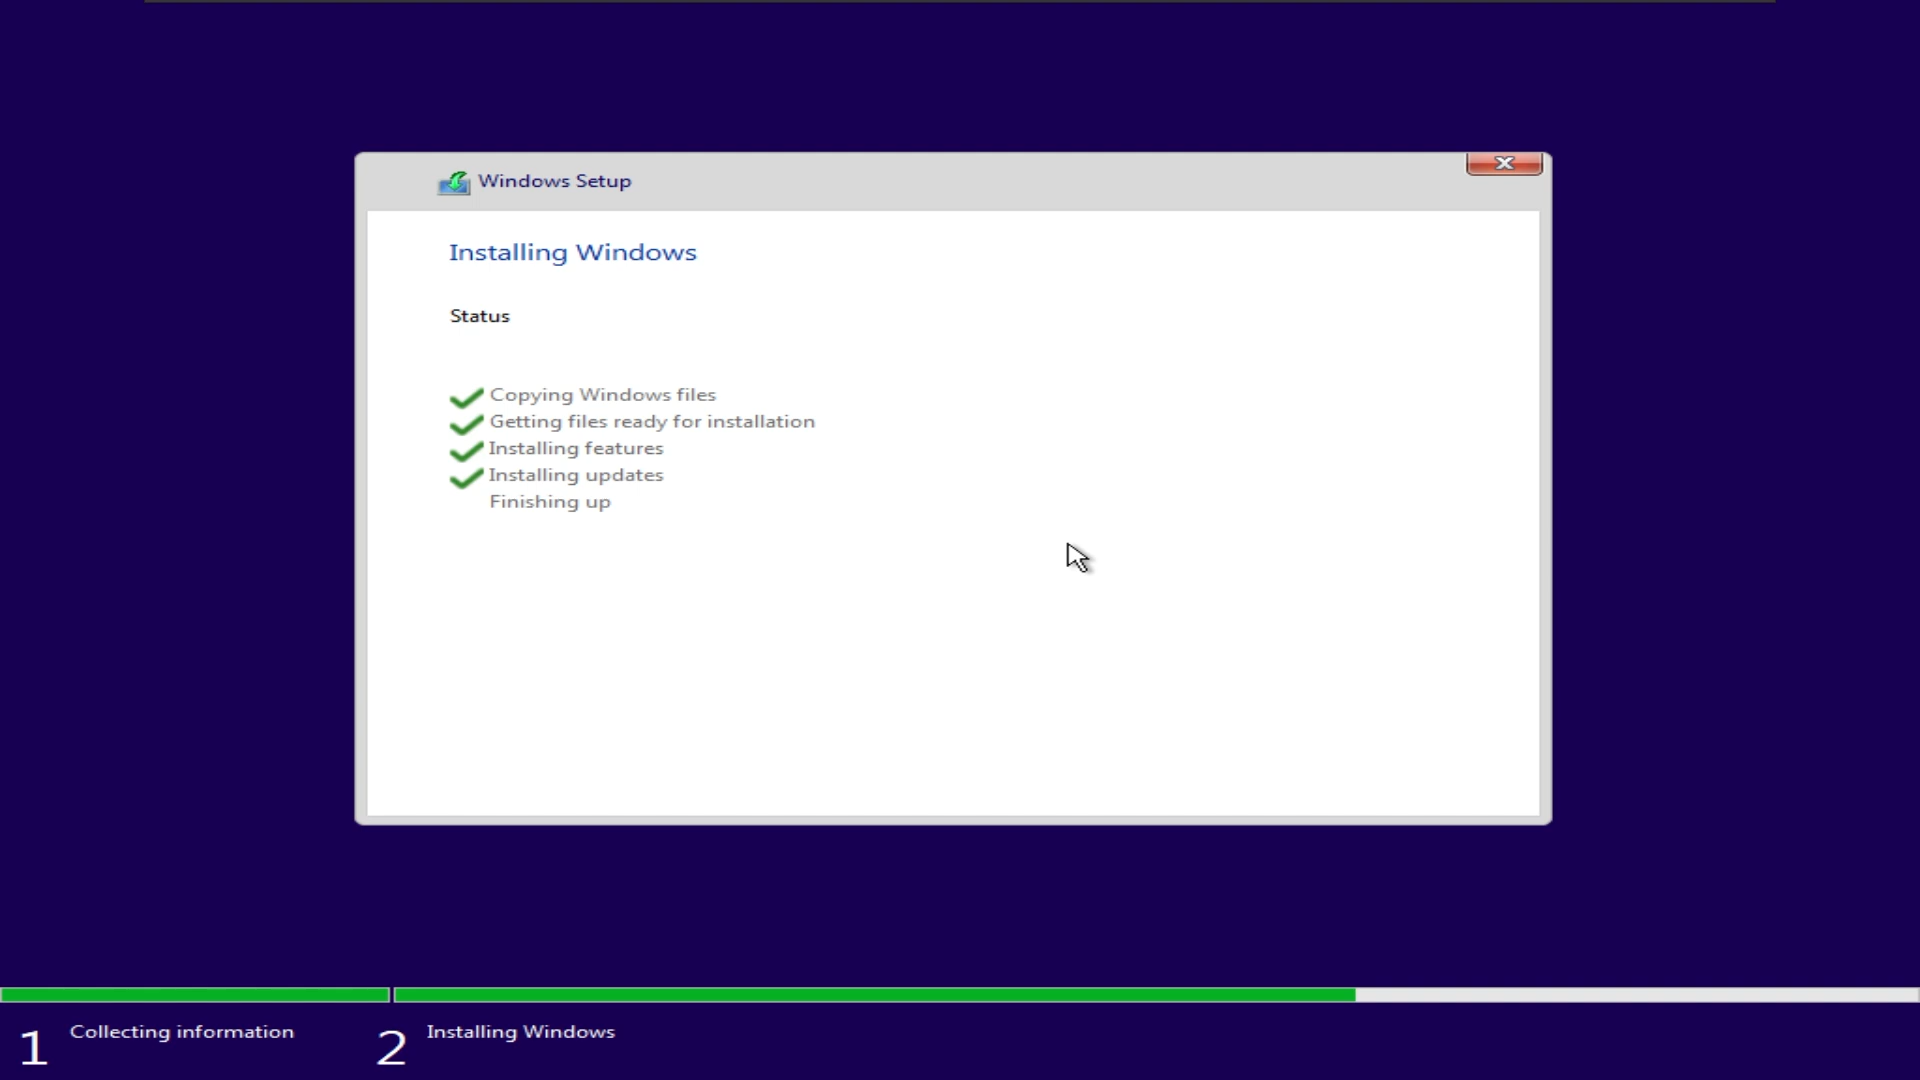 Windows Setup
Installing Windows
Status
Copying Windows files
Getting files ready for installation
Installing features
Installing updates
Finishing up
1 Collecting information
2 Installing Windows